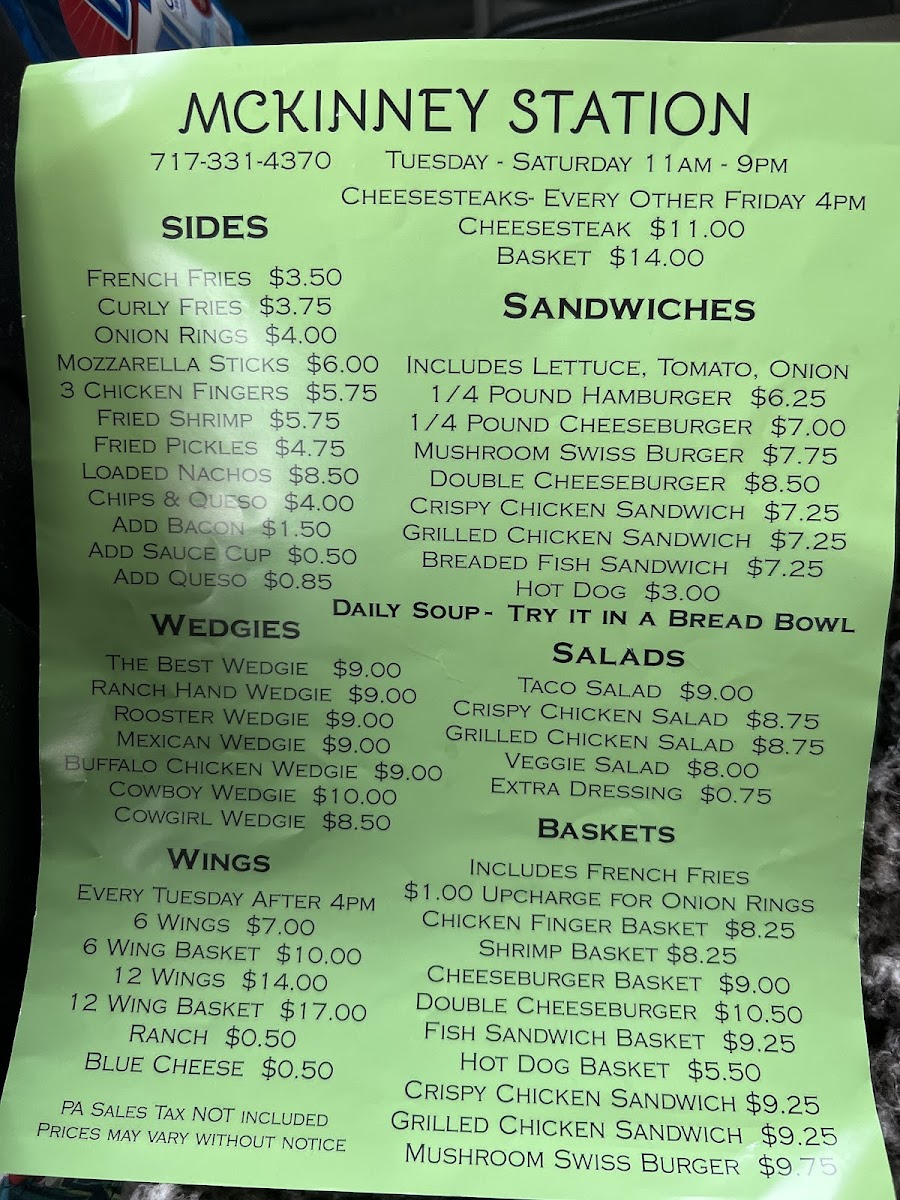 McKinney Station
717-331-4370 Tuesday - Saturday 11am - 9pm
Cheesesteaks- Every Other Friday 4pm
Cheesesteak $11.00
Basket $14.00
SIDES
French Fries $3.50
Curly Fries $3.75
Onion Rings $4.00
Mozzarella Sticks $6.00
3 Chicken Fingers $5.75
Fried Shrimp $5.75
Fried Pickles $4.75
Loaded Nachos $8.50
Chips & Queso $4.00
Add Bacon $1.50
Add Sauce Cup $0.50
Add Queso $0.85
Wedgies
The Best Wedgie $9.00
Ranch Hand Wedgie $9.00
Rooster Wedgie $9.00
Mexican Wedgie $9.00
Buffalo Chicken Wedgie $9.00
Cowboy Wedgie $10.00
Cowgirl Wedgie $8.50
Wings
Every Tuesday After 4pm
6 Wings $7.00
6 Wing Basket $10.00
12 Wings $14.00
12 Wing Basket $17.00
Ranch $0.50
Blue Cheese $0.50
PA Sales Tax NOT included
Prices may vary without notice
Sandwiches
Includes Lettuce, Tomato, Onion
1/4 Pound Hamburger $6.25
1/4 Pound Cheeseburger $7.00
Mushroom Swiss Burger $7.75
Double Cheeseburger $8.50
Crispy Chicken Sandwich $7.25
Grilled Chicken Sandwich $7.25
Breaded Fish Sandwich $7.25
Hot Dog $3.00
Daily Soup - Try it in a Bread Bowl
Salads
Taco Salad $9.00
Crispy Chicken Salad $8.75
Grilled Chicken Salad $8.75
Veggie Salad $8.00
Extra Dressing $0.75
Baskets
Includes French Fries
$1.00 Upcharge for Onion Rings
Chicken Finger Basket $8.25
Shrimp Basket $8.25
Cheeseburger Basket $9.00
Double Cheeseburger $10.50
Fish Sandwich Basket $9.25
Hot Dog Basket $5.50
Crispy Chicken Sandwich $9.25
Grilled Chicken Sandwich $9.25
Mushroom Swiss Burger $9.75